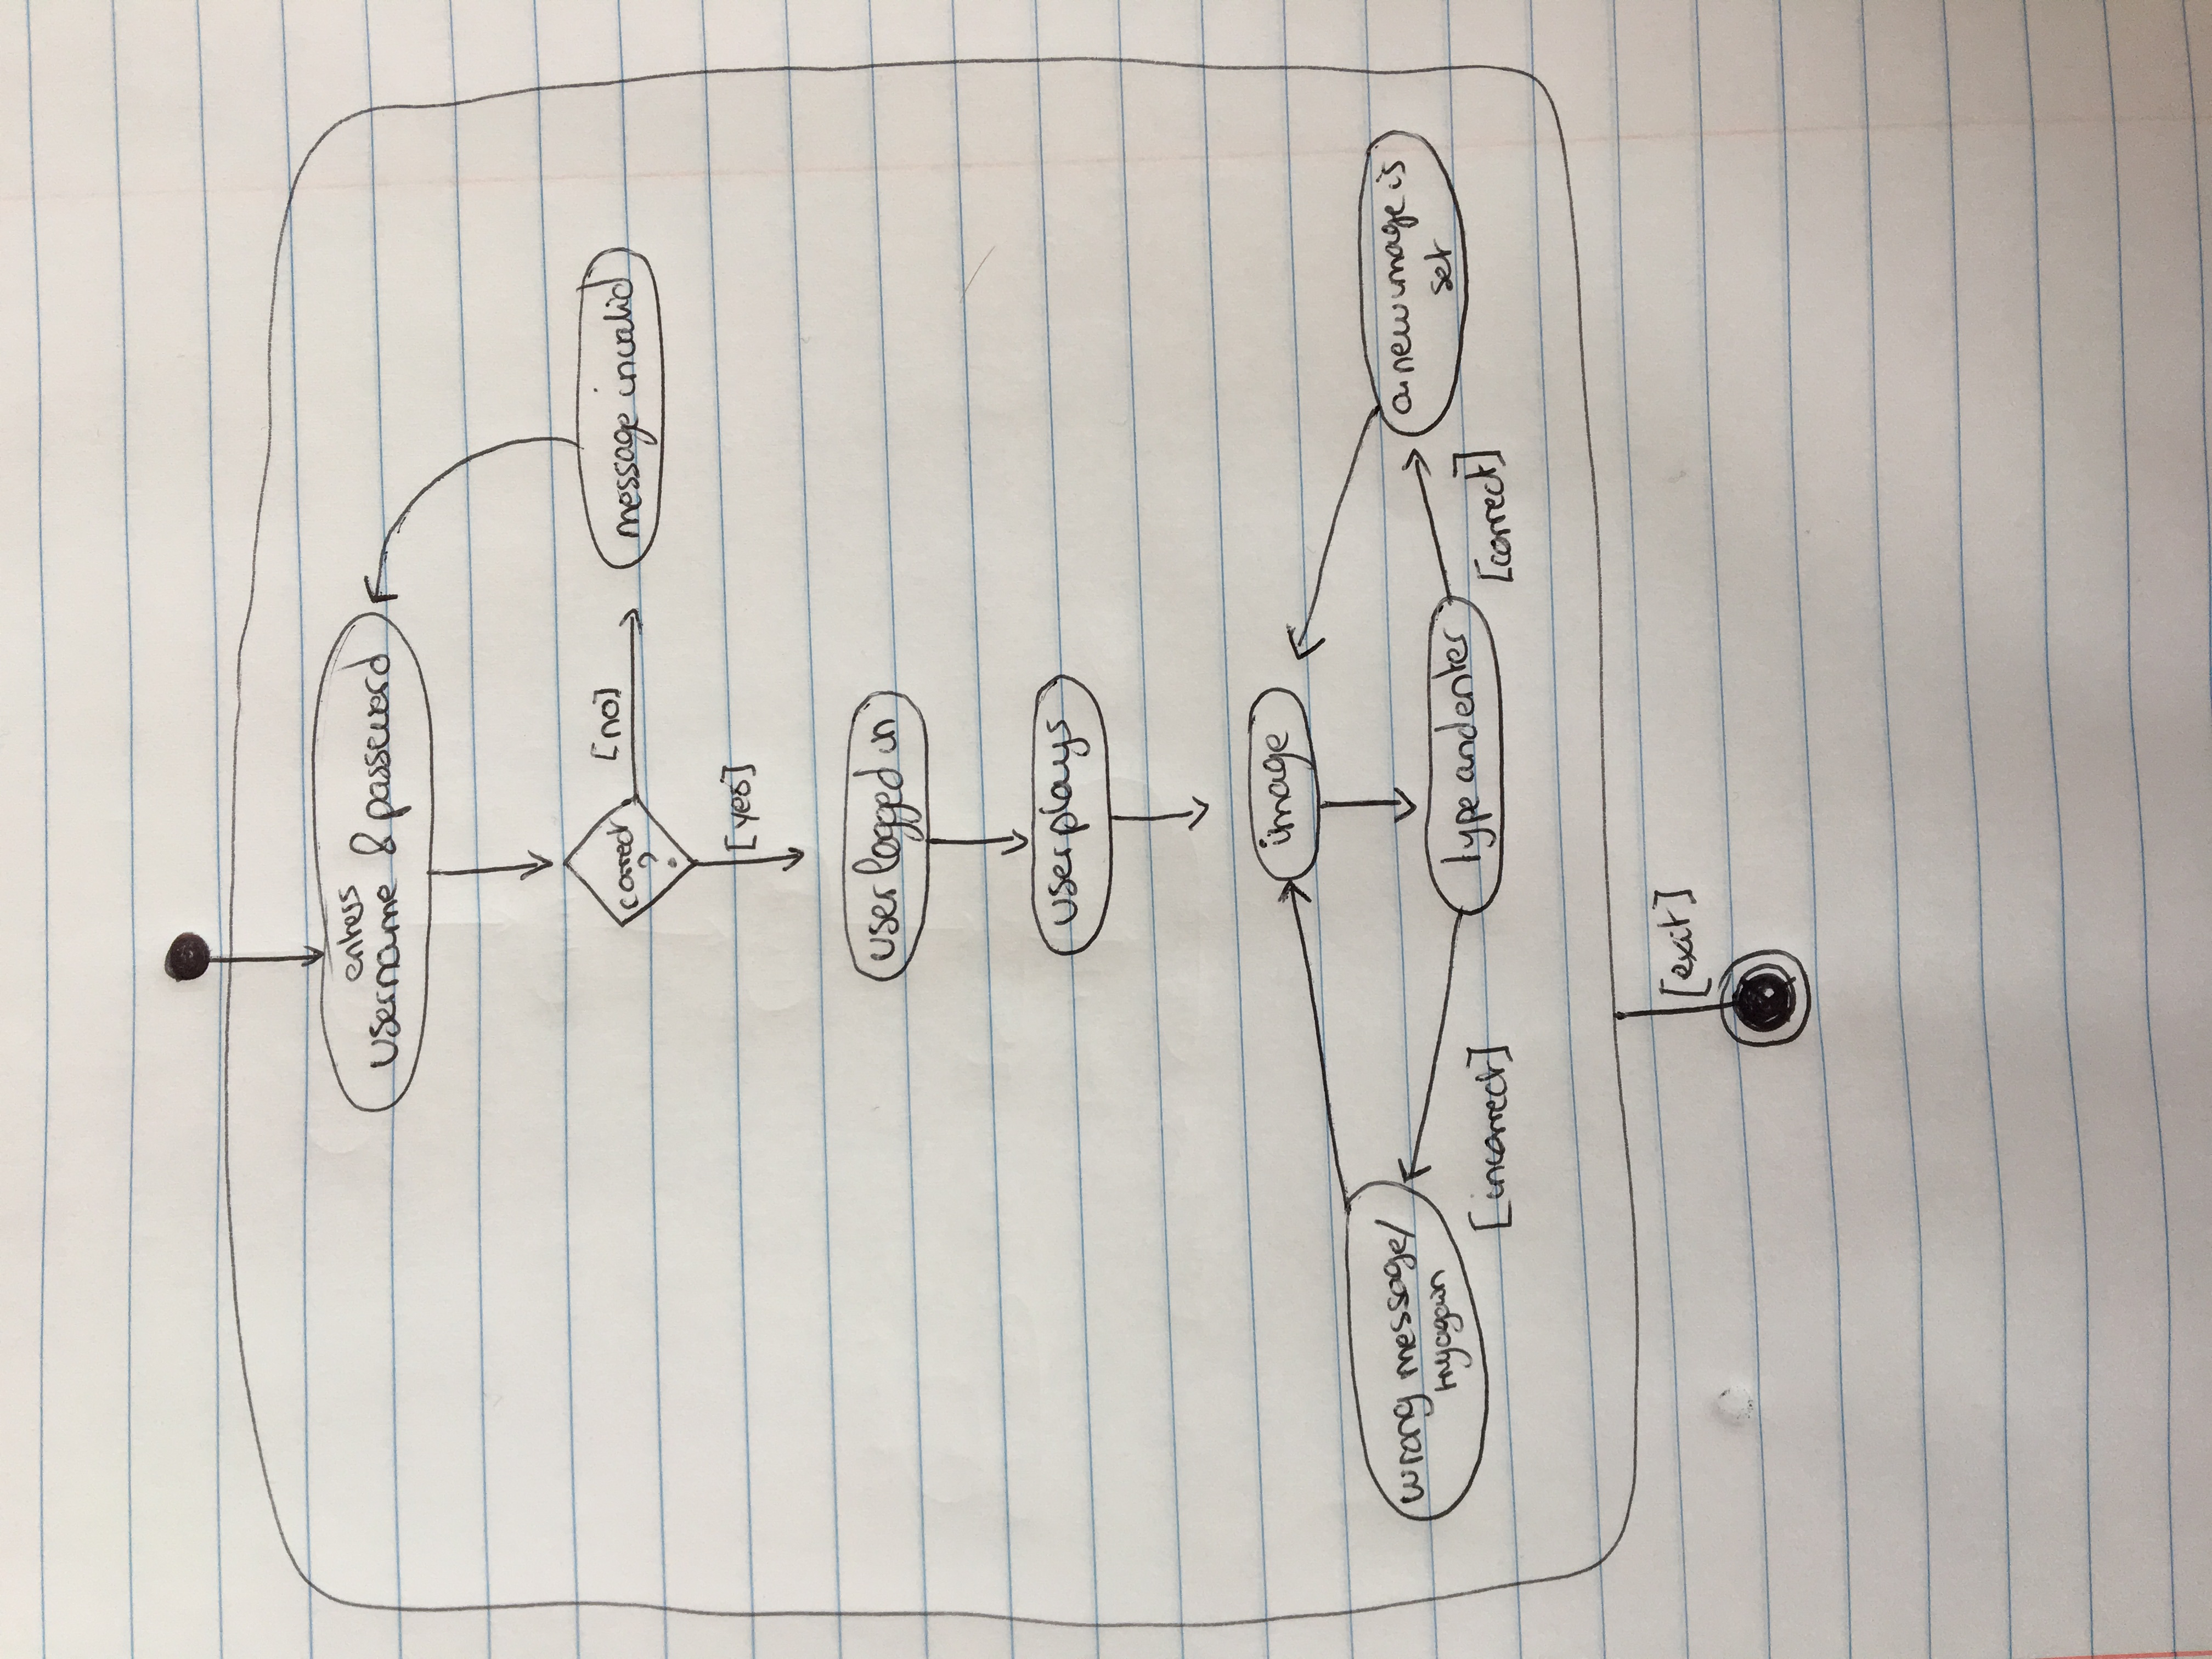 enters
username & password
correct
?
[no]
message invalid
[yes]
user logged in
user plays
image
wrong message/
try again
type and enter
a new image is
set
[incorrect]
[correct]
[exit]